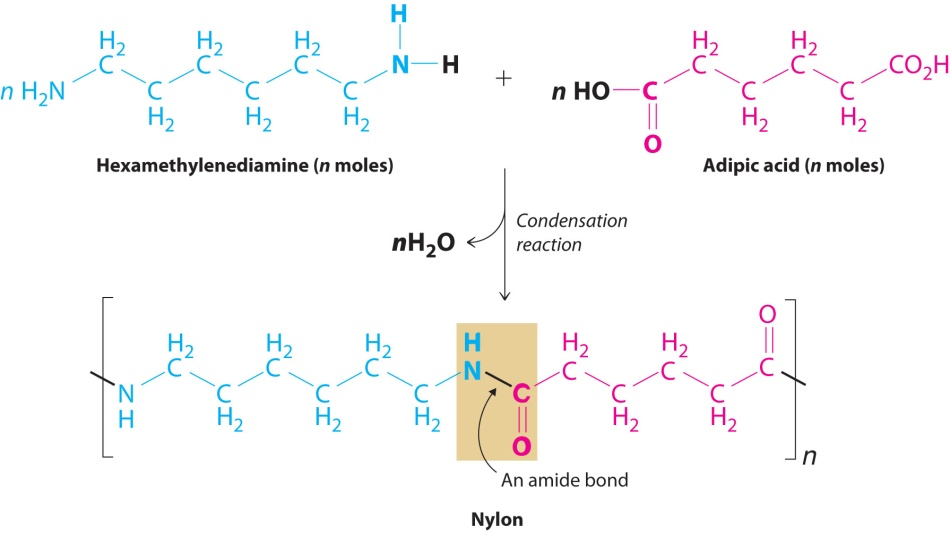 H
H₂ H₂ H₂ N H H₂ H₂
n H₂N C C C + n HO C C C CO₂H
C C C C C
H₂ H₂ H₂ O H₂ H₂
Hexamethylenediamine (n moles) Adipic acid (n moles)
Condensation
nH₂O reaction
O
H₂ H₂ H₂ H H₂ H₂
C C C N C C C
N C C C C C C
H H₂ H₂ H₂ O H₂ H₂ n
An amide bond
Nylon